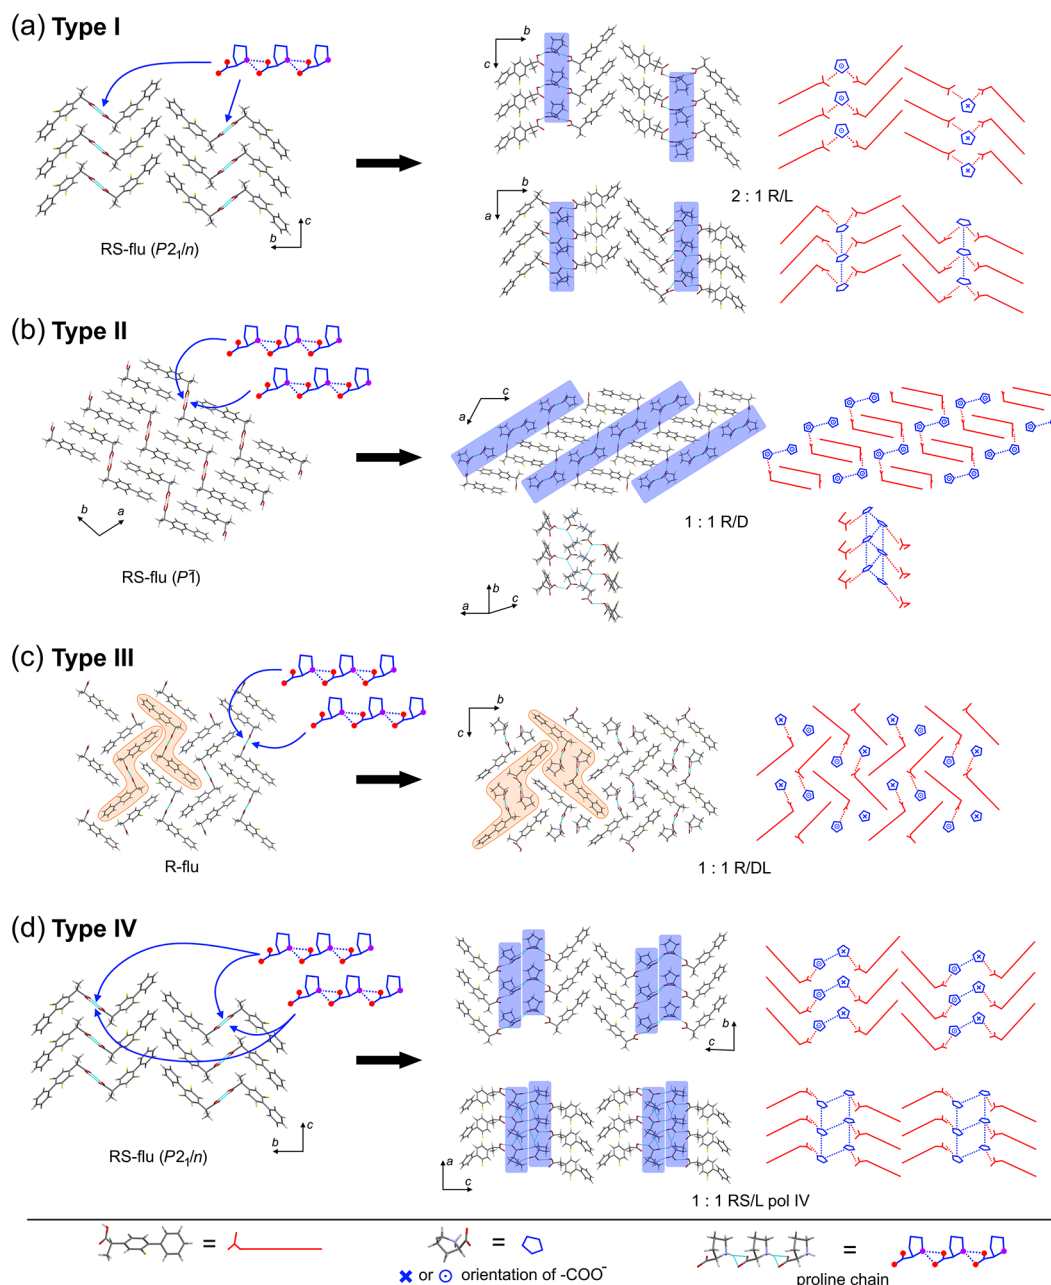 (a) Type I
b
c
RS-flu (P2₁/n)
c
b
2 : 1 R/L
b
a
(b) Type II
b
a
RS-flu (P1̄)
c
a
1 : 1 R/D
b
a
c
(c) Type III
R-flu
b
c
1 : 1 R/DL
(d) Type IV
c
b
RS-flu (P2₁/n)
b
c
a
c
1 : 1 RS/L pol IV
=
=
or orientation of -COO⁻
=
proline chain